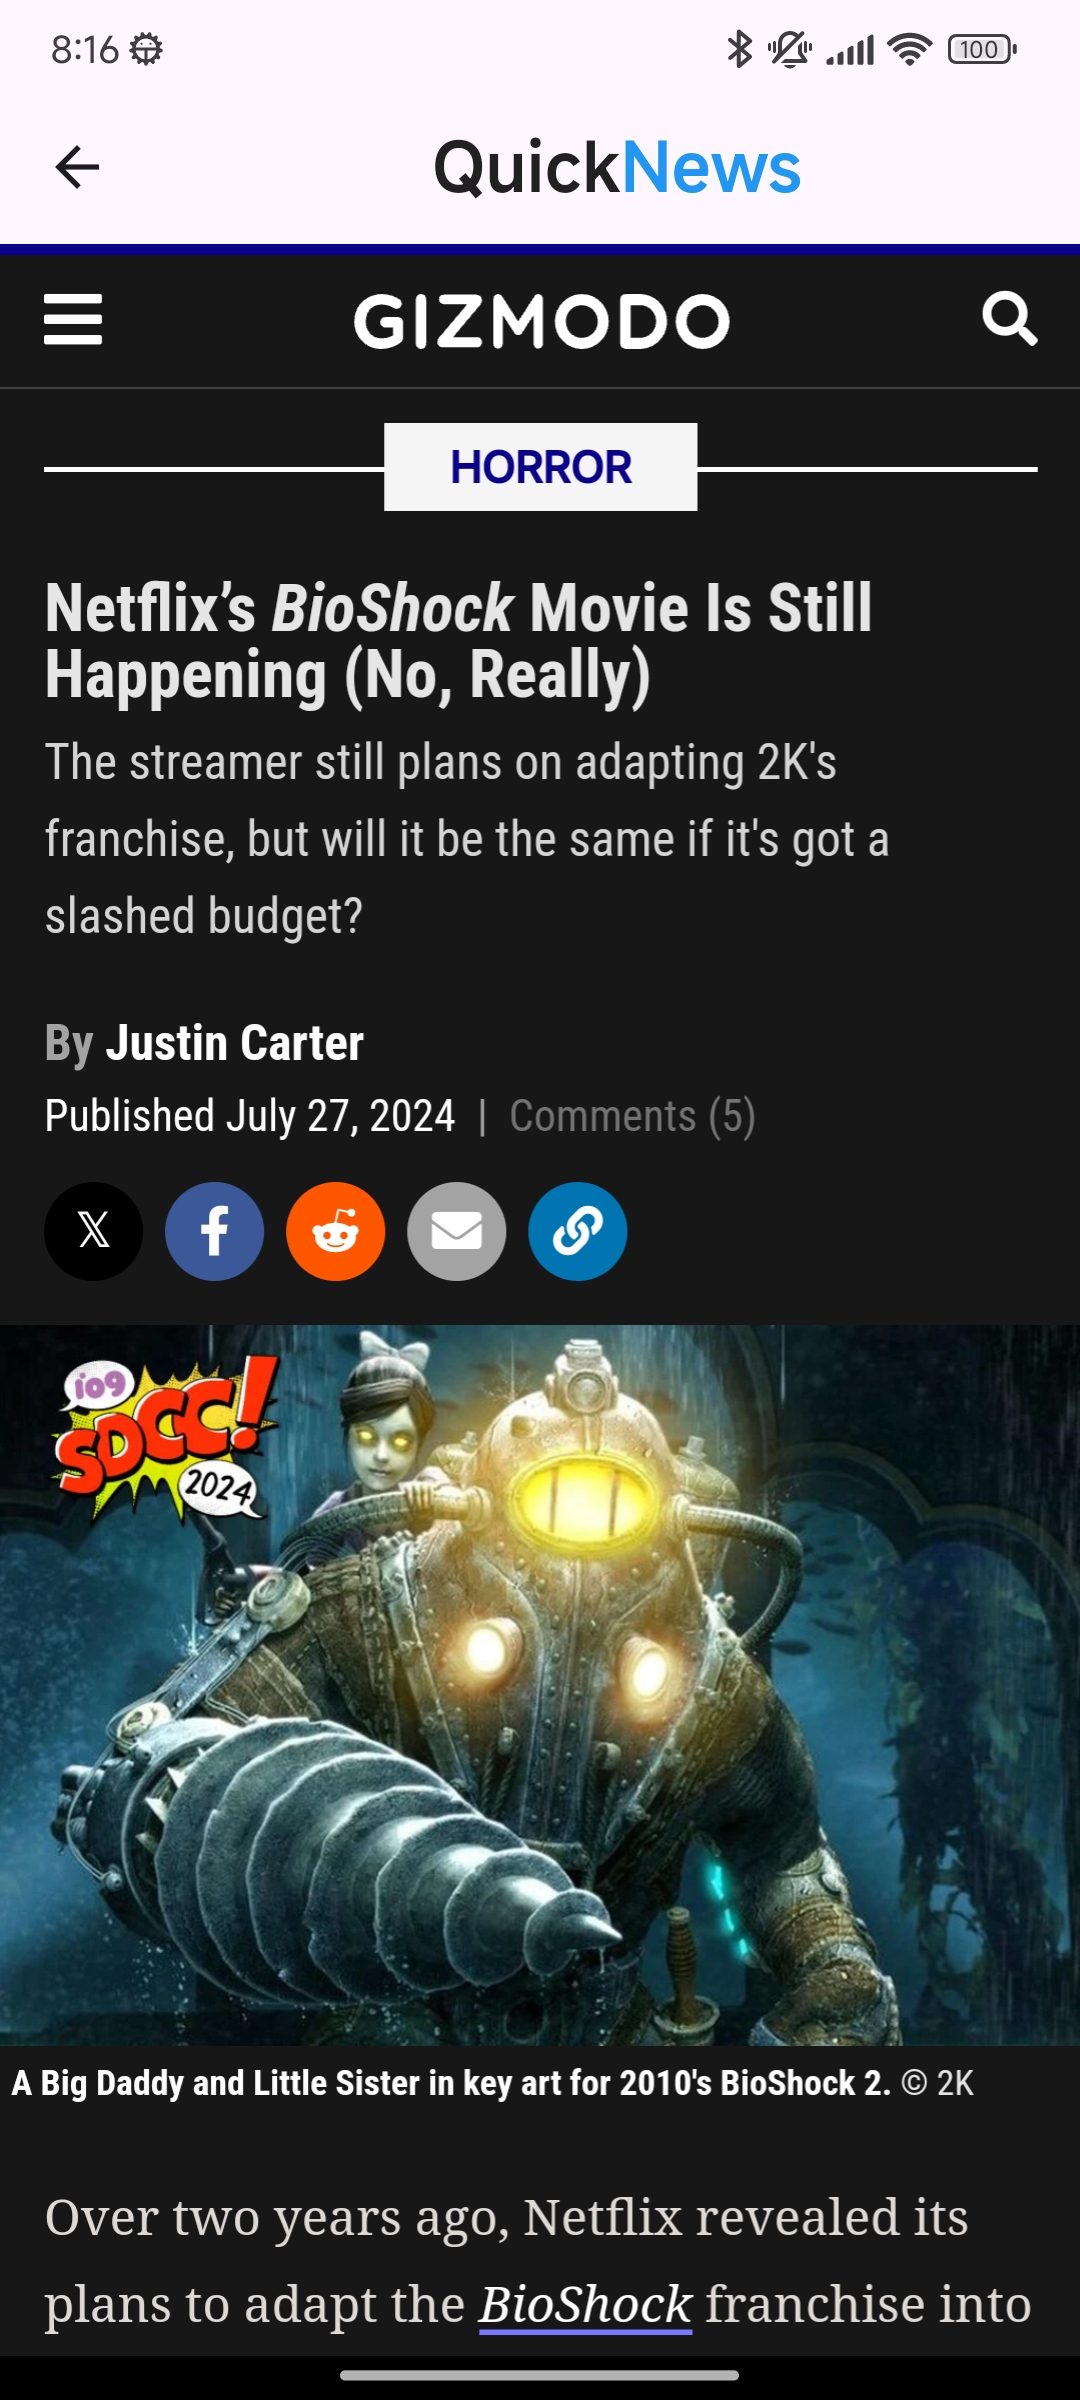 8:16
100
QuickNews
GIZMODO
HORROR
Netflix’s BioShock Movie Is Still
Happening (No, Really)
The streamer still plans on adapting 2K's
franchise, but will it be the same if it's got a
slashed budget?
By Justin Carter
Published July 27, 2024 | Comments (5)
io9
SDCC!
2024
A Big Daddy and Little Sister in key art for 2010's BioShock 2. © 2K
Over two years ago, Netflix revealed its
plans to adapt the BioShock franchise into